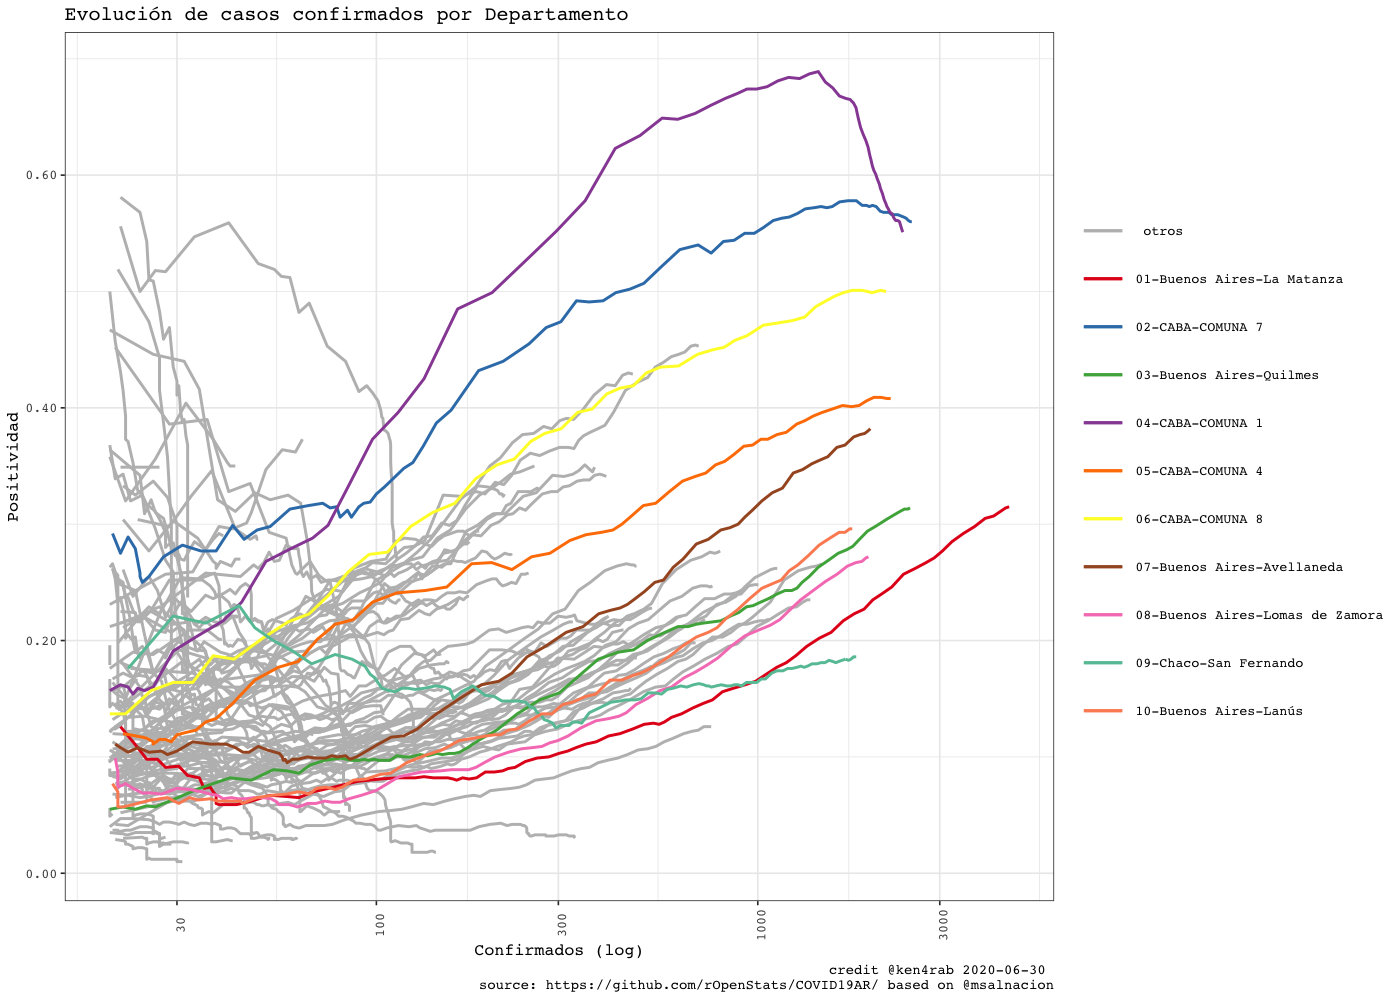 Evolución de casos confirmados por Departamento
Positividad
0.60
0.40
0.20
0.00
30
100
300
1000
3000
Confirmados (log)
otros
01-Buenos Aires-La Matanza
02-CABA-COMUNA 7
03-Buenos Aires-Quilmes
04-CABA-COMUNA 1
05-CABA-COMUNA 4
06-CABA-COMUNA 8
07-Buenos Aires-Avellaneda
08-Buenos Aires-Lomas de Zamora
09-Chaco-San Fernando
10-Buenos Aires-Lanús
credit @ken4rab 2020-06-30
source: https://github.com/rOpenStats/COVID19AR/ based on @msalnacion